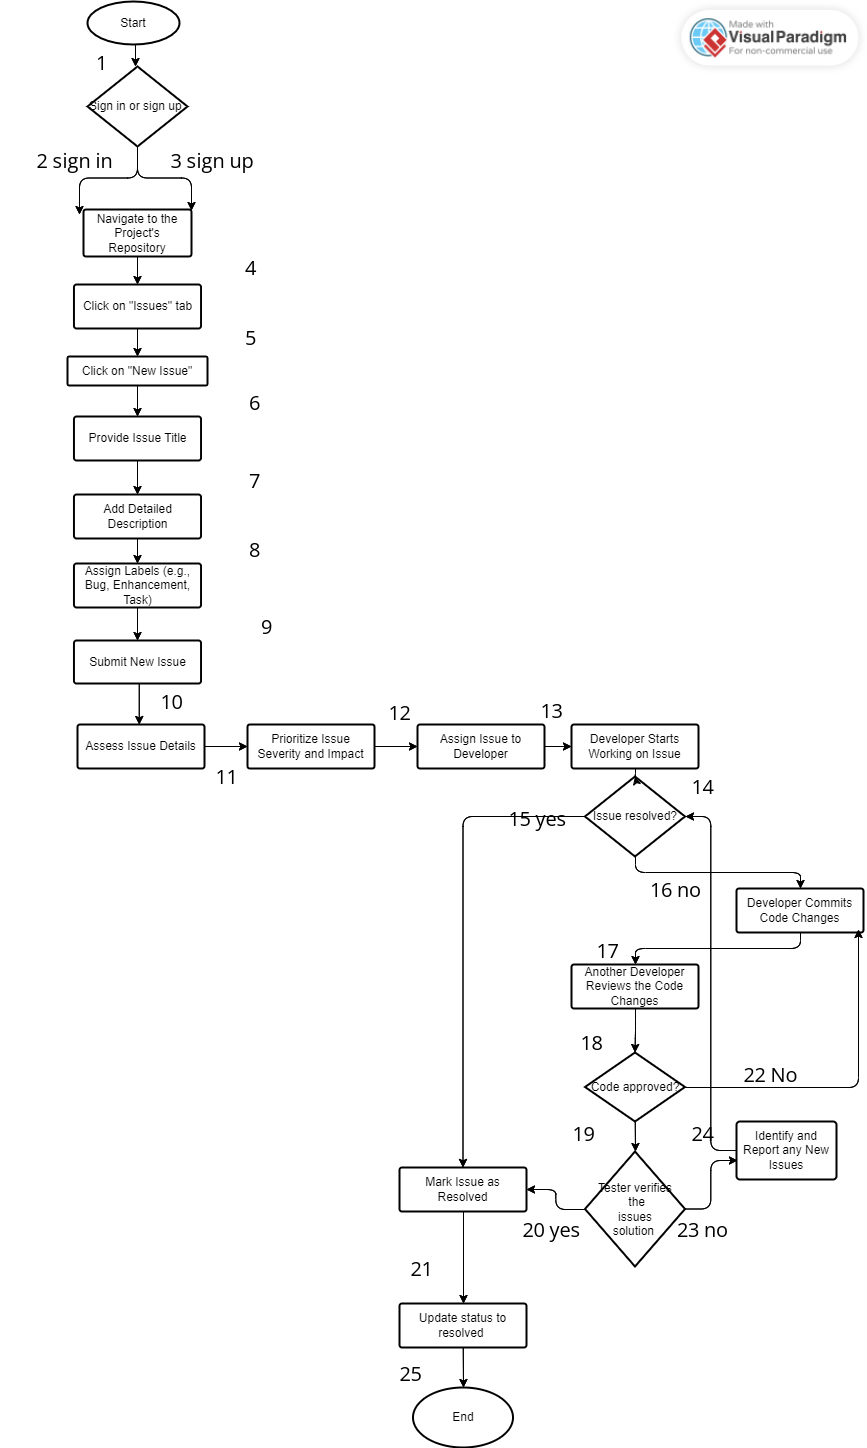 Start
Made with
VisualParadigm
For non-commercial use
1
Sign in or sign up
2 sign in
3 sign up
Navigate to the
Project's
Repository
4
Click on "Issues" tab
5
Click on "New Issue"
6
Provide Issue Title
7
Add Detailed
Description
8
Assign Labels (e.g.,
Bug, Enhancement,
Task)
9
Submit New Issue
10
Assess Issue Details
11
Prioritize Issue
Severity and Impact
12
Assign Issue to
Developer
13
Developer Starts
Working on Issue
14
Issue resolved?
15 yes
16 no
Developer Commits
Code Changes
17
Another Developer
Reviews the Code
Changes
18
Code approved?
22 No
19
24
Identify and
Report any New
Issues
Mark Issue as
Resolved
Tester verifies
the
issues
solution
20 yes
23 no
21
Update status to
resolved
25
End